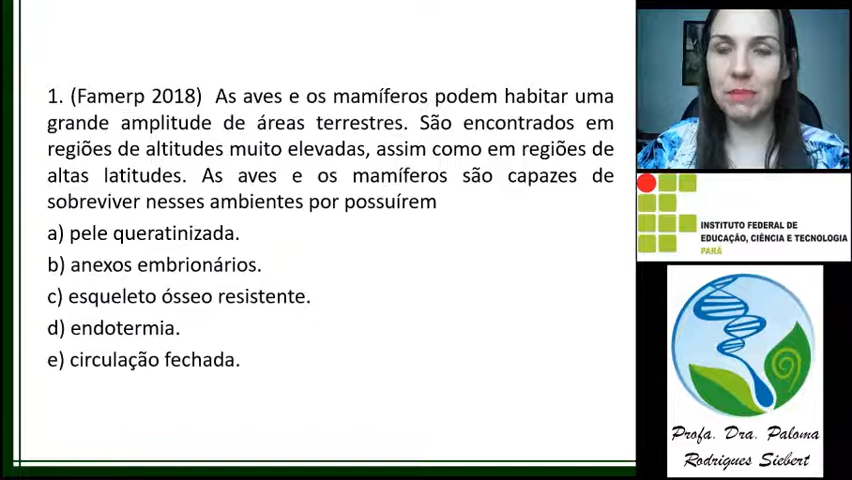 1. (Famerp 2018) As aves e os mamíferos podem habitar uma
grande amplitude de áreas terrestres. São encontrados em
regiões de altitudes muito elevadas, assim como em regiões de
altas latitudes. As aves e os mamíferos são capazes de
sobreviver nesses ambientes por possuírem
a) pele queratinizada.
b) anexos embrionários.
c) esqueleto ósseo resistente.
d) endotermia.
e) circulação fechada.
INSTITUTO FEDERAL DE
EDUCAÇÃO, CIÊNCIA E TECNOLOGIA
PARÁ
Profa. Dra. Paloma
Rodrigues Siebert